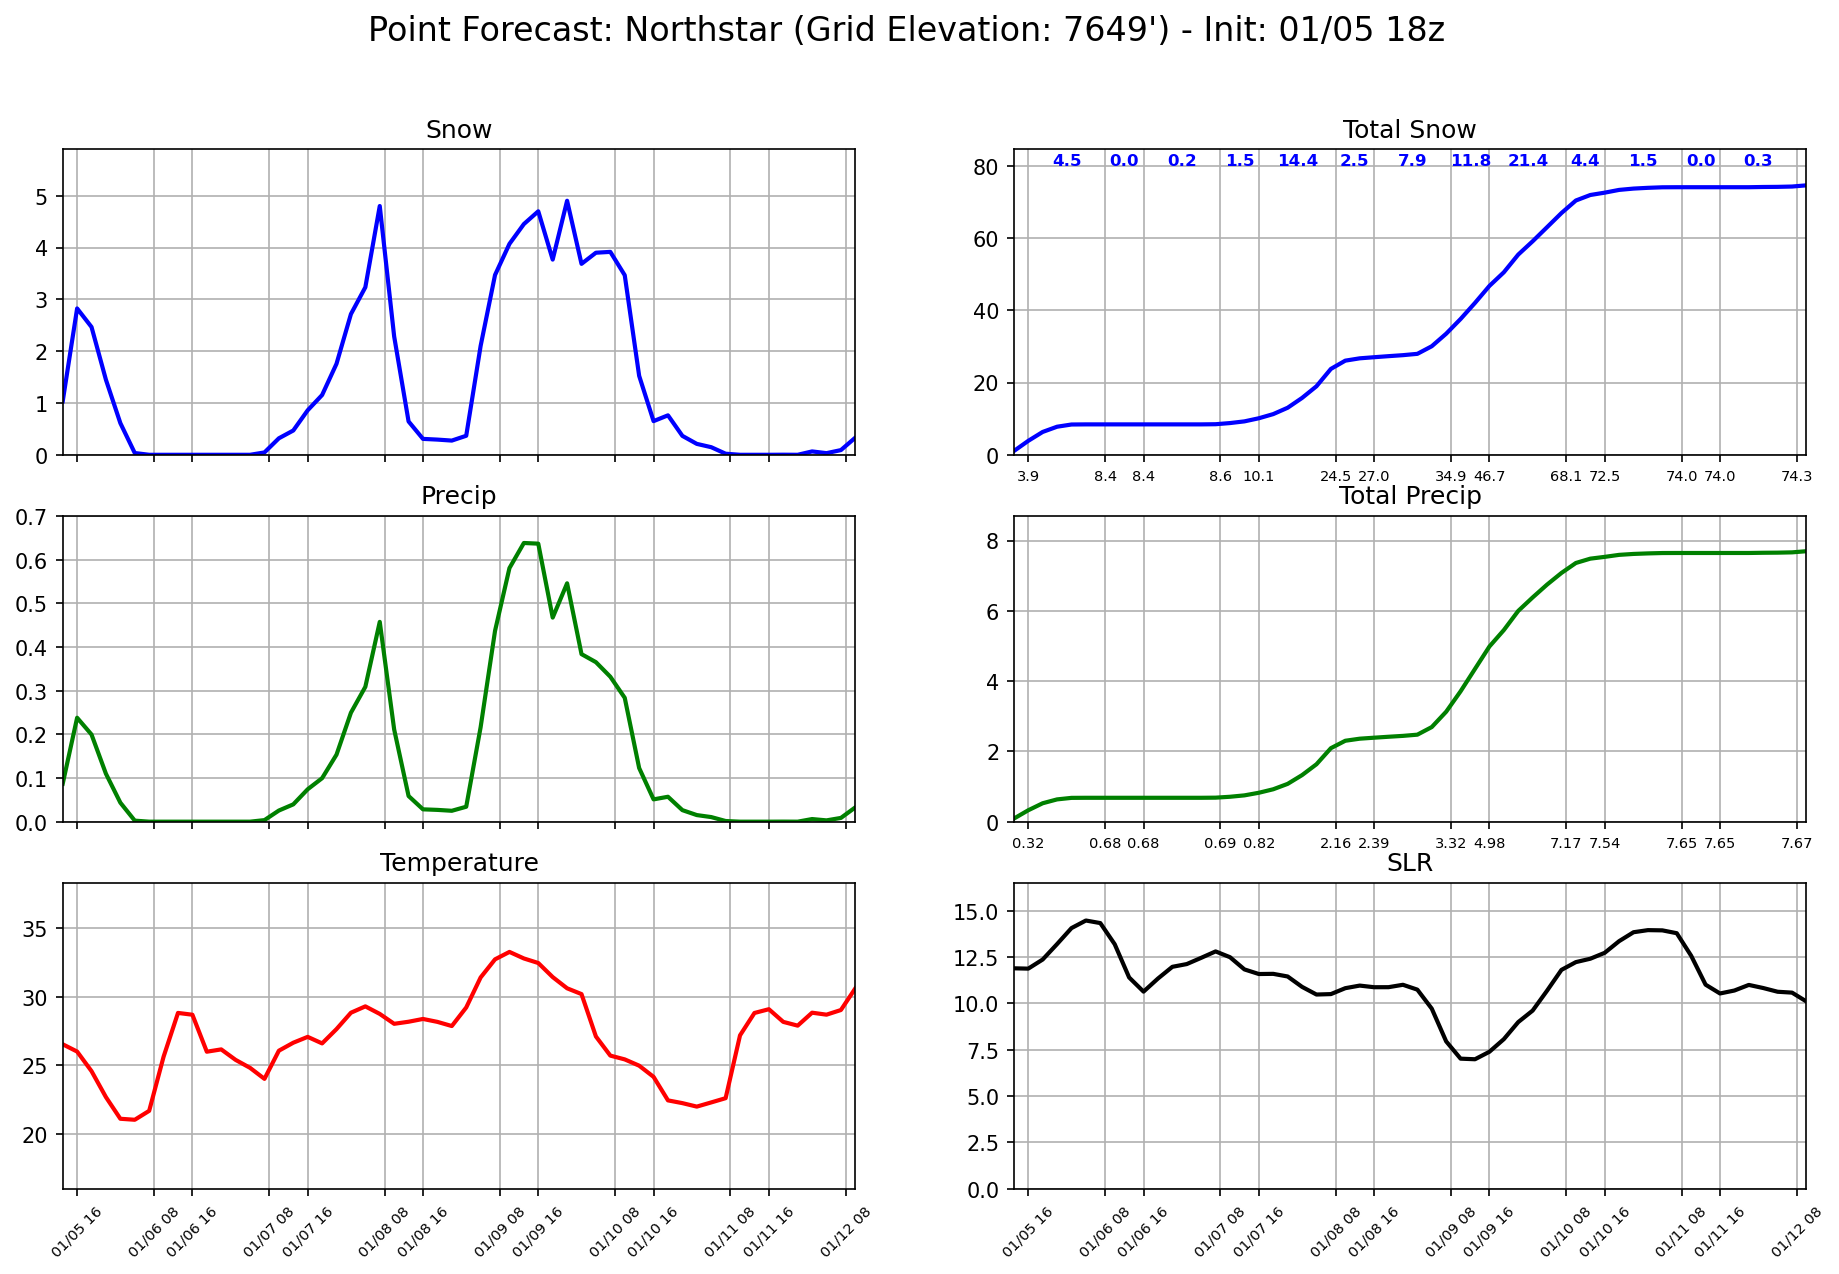 Point Forecast: Northstar (Grid Elevation: 7649') - Init: 01/05 18z
Snow
5
4
3
2
1
0
Total Snow
4.5 0.0 0.2 1.5 14.4 2.5 7.9 11.8 21.4 4.4 1.5 0.0 0.3
80
60
40
20
0
3.9 8.4 8.4 8.6 10.1 24.5 27.0 34.9 46.7 68.1 72.5 74.0 74.0 74.3
Precip
0.7
0.6
0.5
0.4
0.3
0.2
0.1
0.0
Total Precip
8
6
4
2
0
0.32 0.68 0.68 0.69 0.82 2.16 2.39 3.32 4.98 7.17 7.54 7.65 7.65 7.67
Temperature
35
30
25
20
01/05 16 01/06 08 01/06 16 01/07 08 01/07 16 01/08 08 01/08 16 01/09 08 01/09 16 01/10 08 01/10 16 01/11 08 01/11 16 01/12 08
SLR
15.0
12.5
10.0
7.5
5.0
2.5
0.0
01/05 16 01/06 08 01/06 16 01/07 08 01/07 16 01/08 08 01/08 16 01/09 08 01/09 16 01/10 08 01/10 16 01/11 08 01/11 16 01/12 08